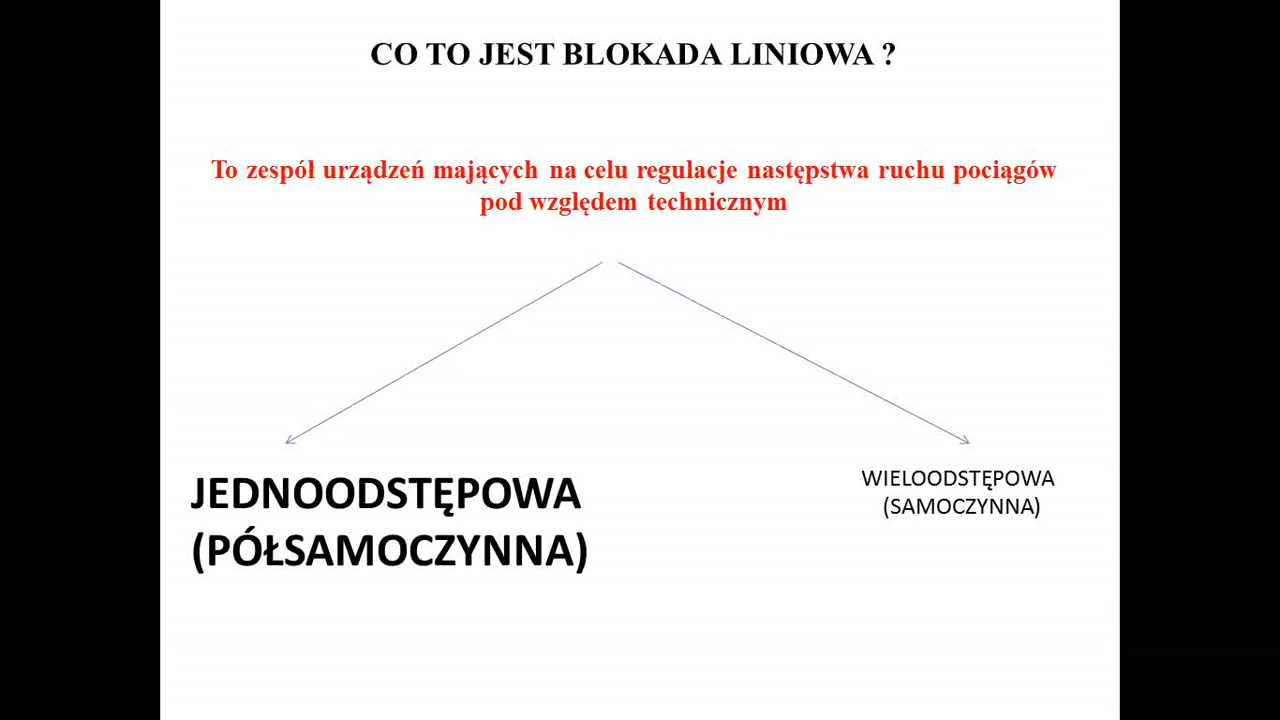 CO TO JEST BLOKADA LINIOWA ?
To zespół urządzeń mających na celu regulacje następstwa ruchu pociągów
pod względem technicznym
JEDNOODSTĘPOWA
(PÓŁSAMOCZYNNA)
WIELOODSTĘPOWA
(SAMOCZYNNA)